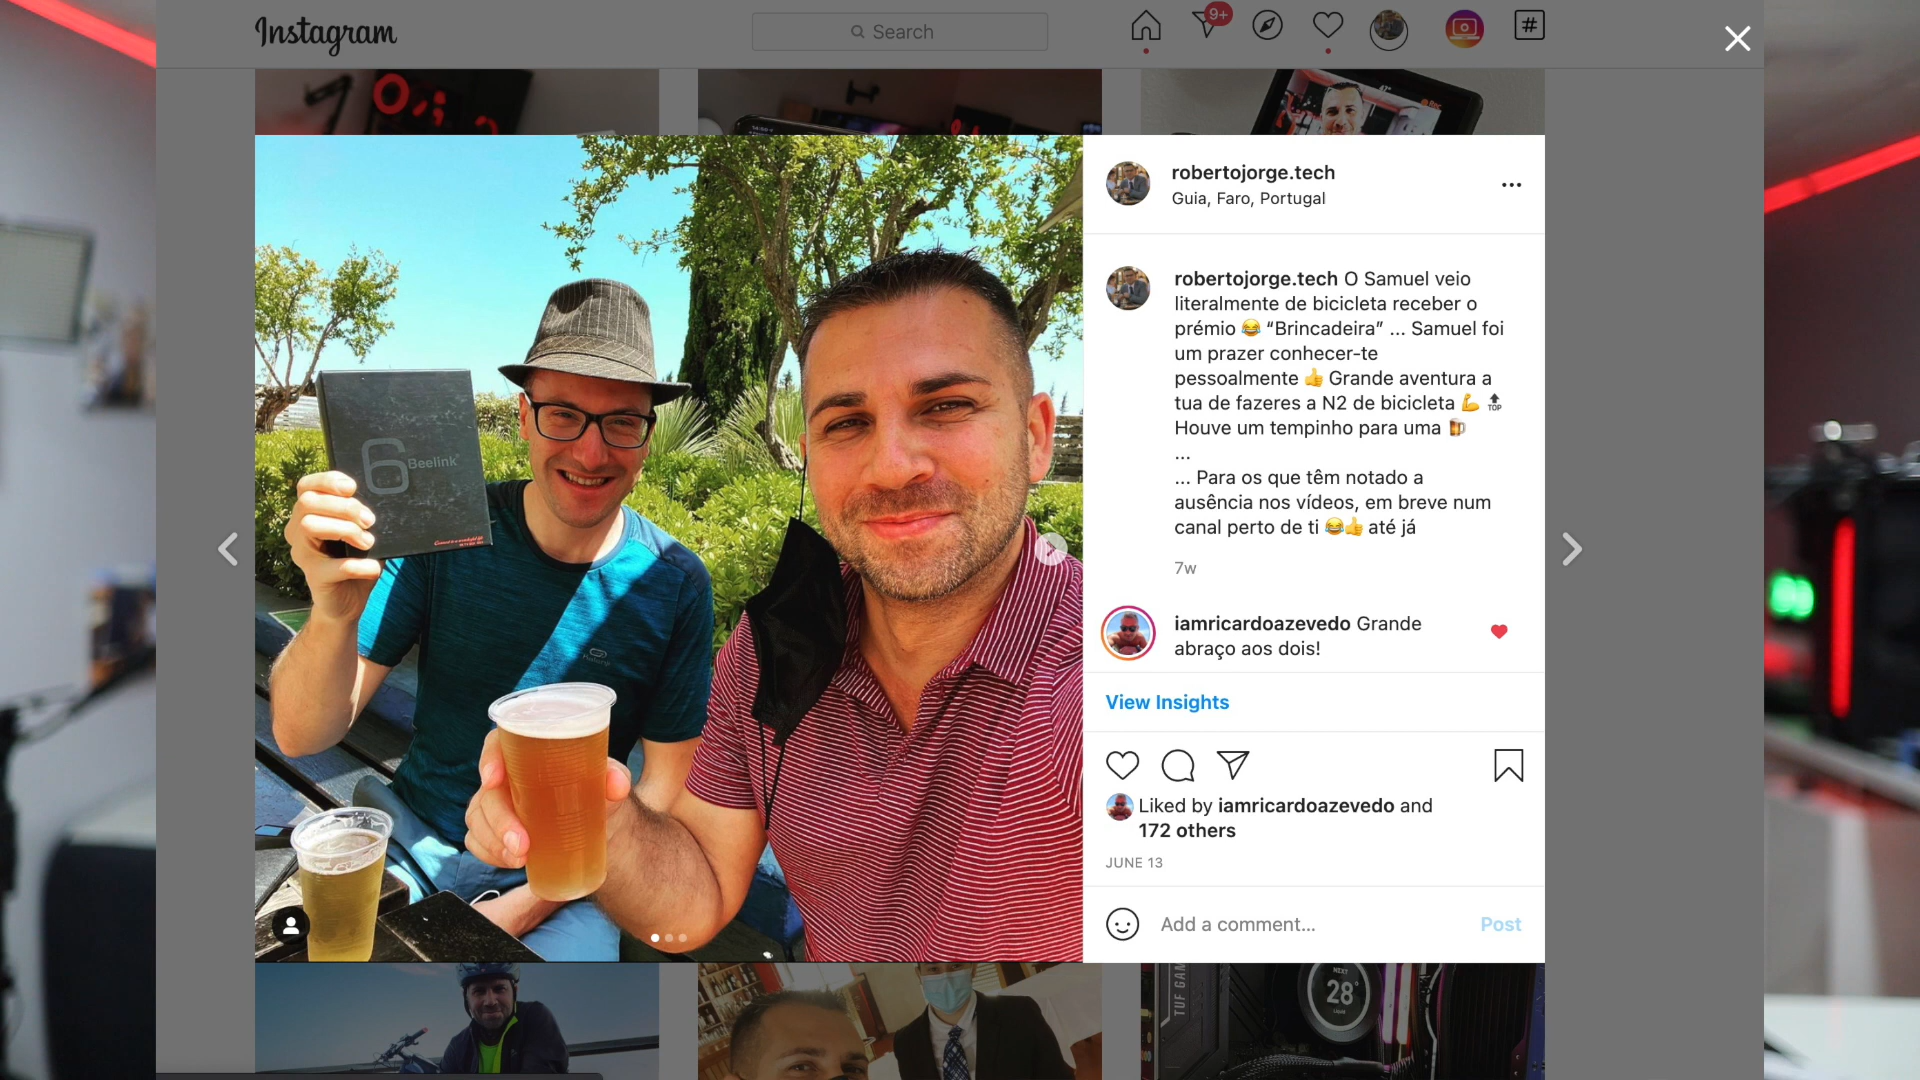 Instagram
Search
9+
#
robertojorge.tech
Guia, Faro, Portugal
...
robertojorge.tech O Samuel veio
literalmente de bicicleta receber o
prémio 😂 “Brincadeira” ... Samuel foi
um prazer conhecer-te
pessoalmente 👍 Grande aventura a
tua de fazeres a N2 de bicicleta 💪 🔝
Houve um tempinho para uma 🍺
...
... Para os que têm notado a
ausência nos vídeos, em breve num
canal perto de ti 😂👍 até já
7w
iamricardoazevedo Grande
abraço aos dois!
View Insights
Liked by iamricardoazevedo and
172 others
JUNE 13
Add a comment...
Post
6
Beelink
NZXT
28°
TUF GAM